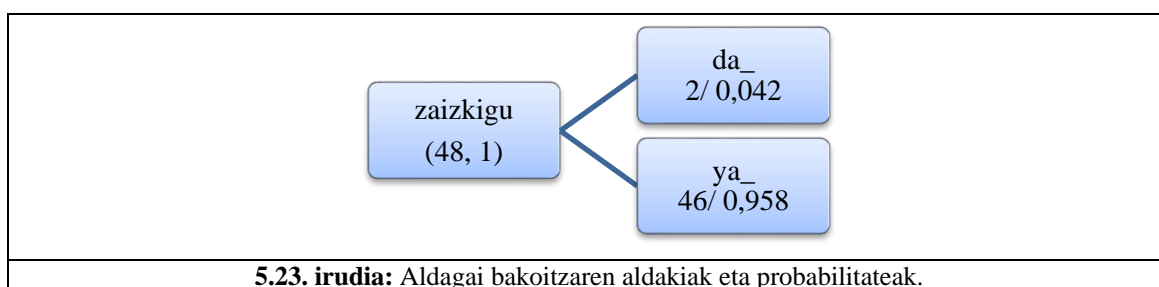 zaizkigu
(48, 1)
da_
2/ 0,042
ya_
46/ 0,958
5.23. irudia: Aldagai bakoitzaren aldakiak eta probabilitateak.